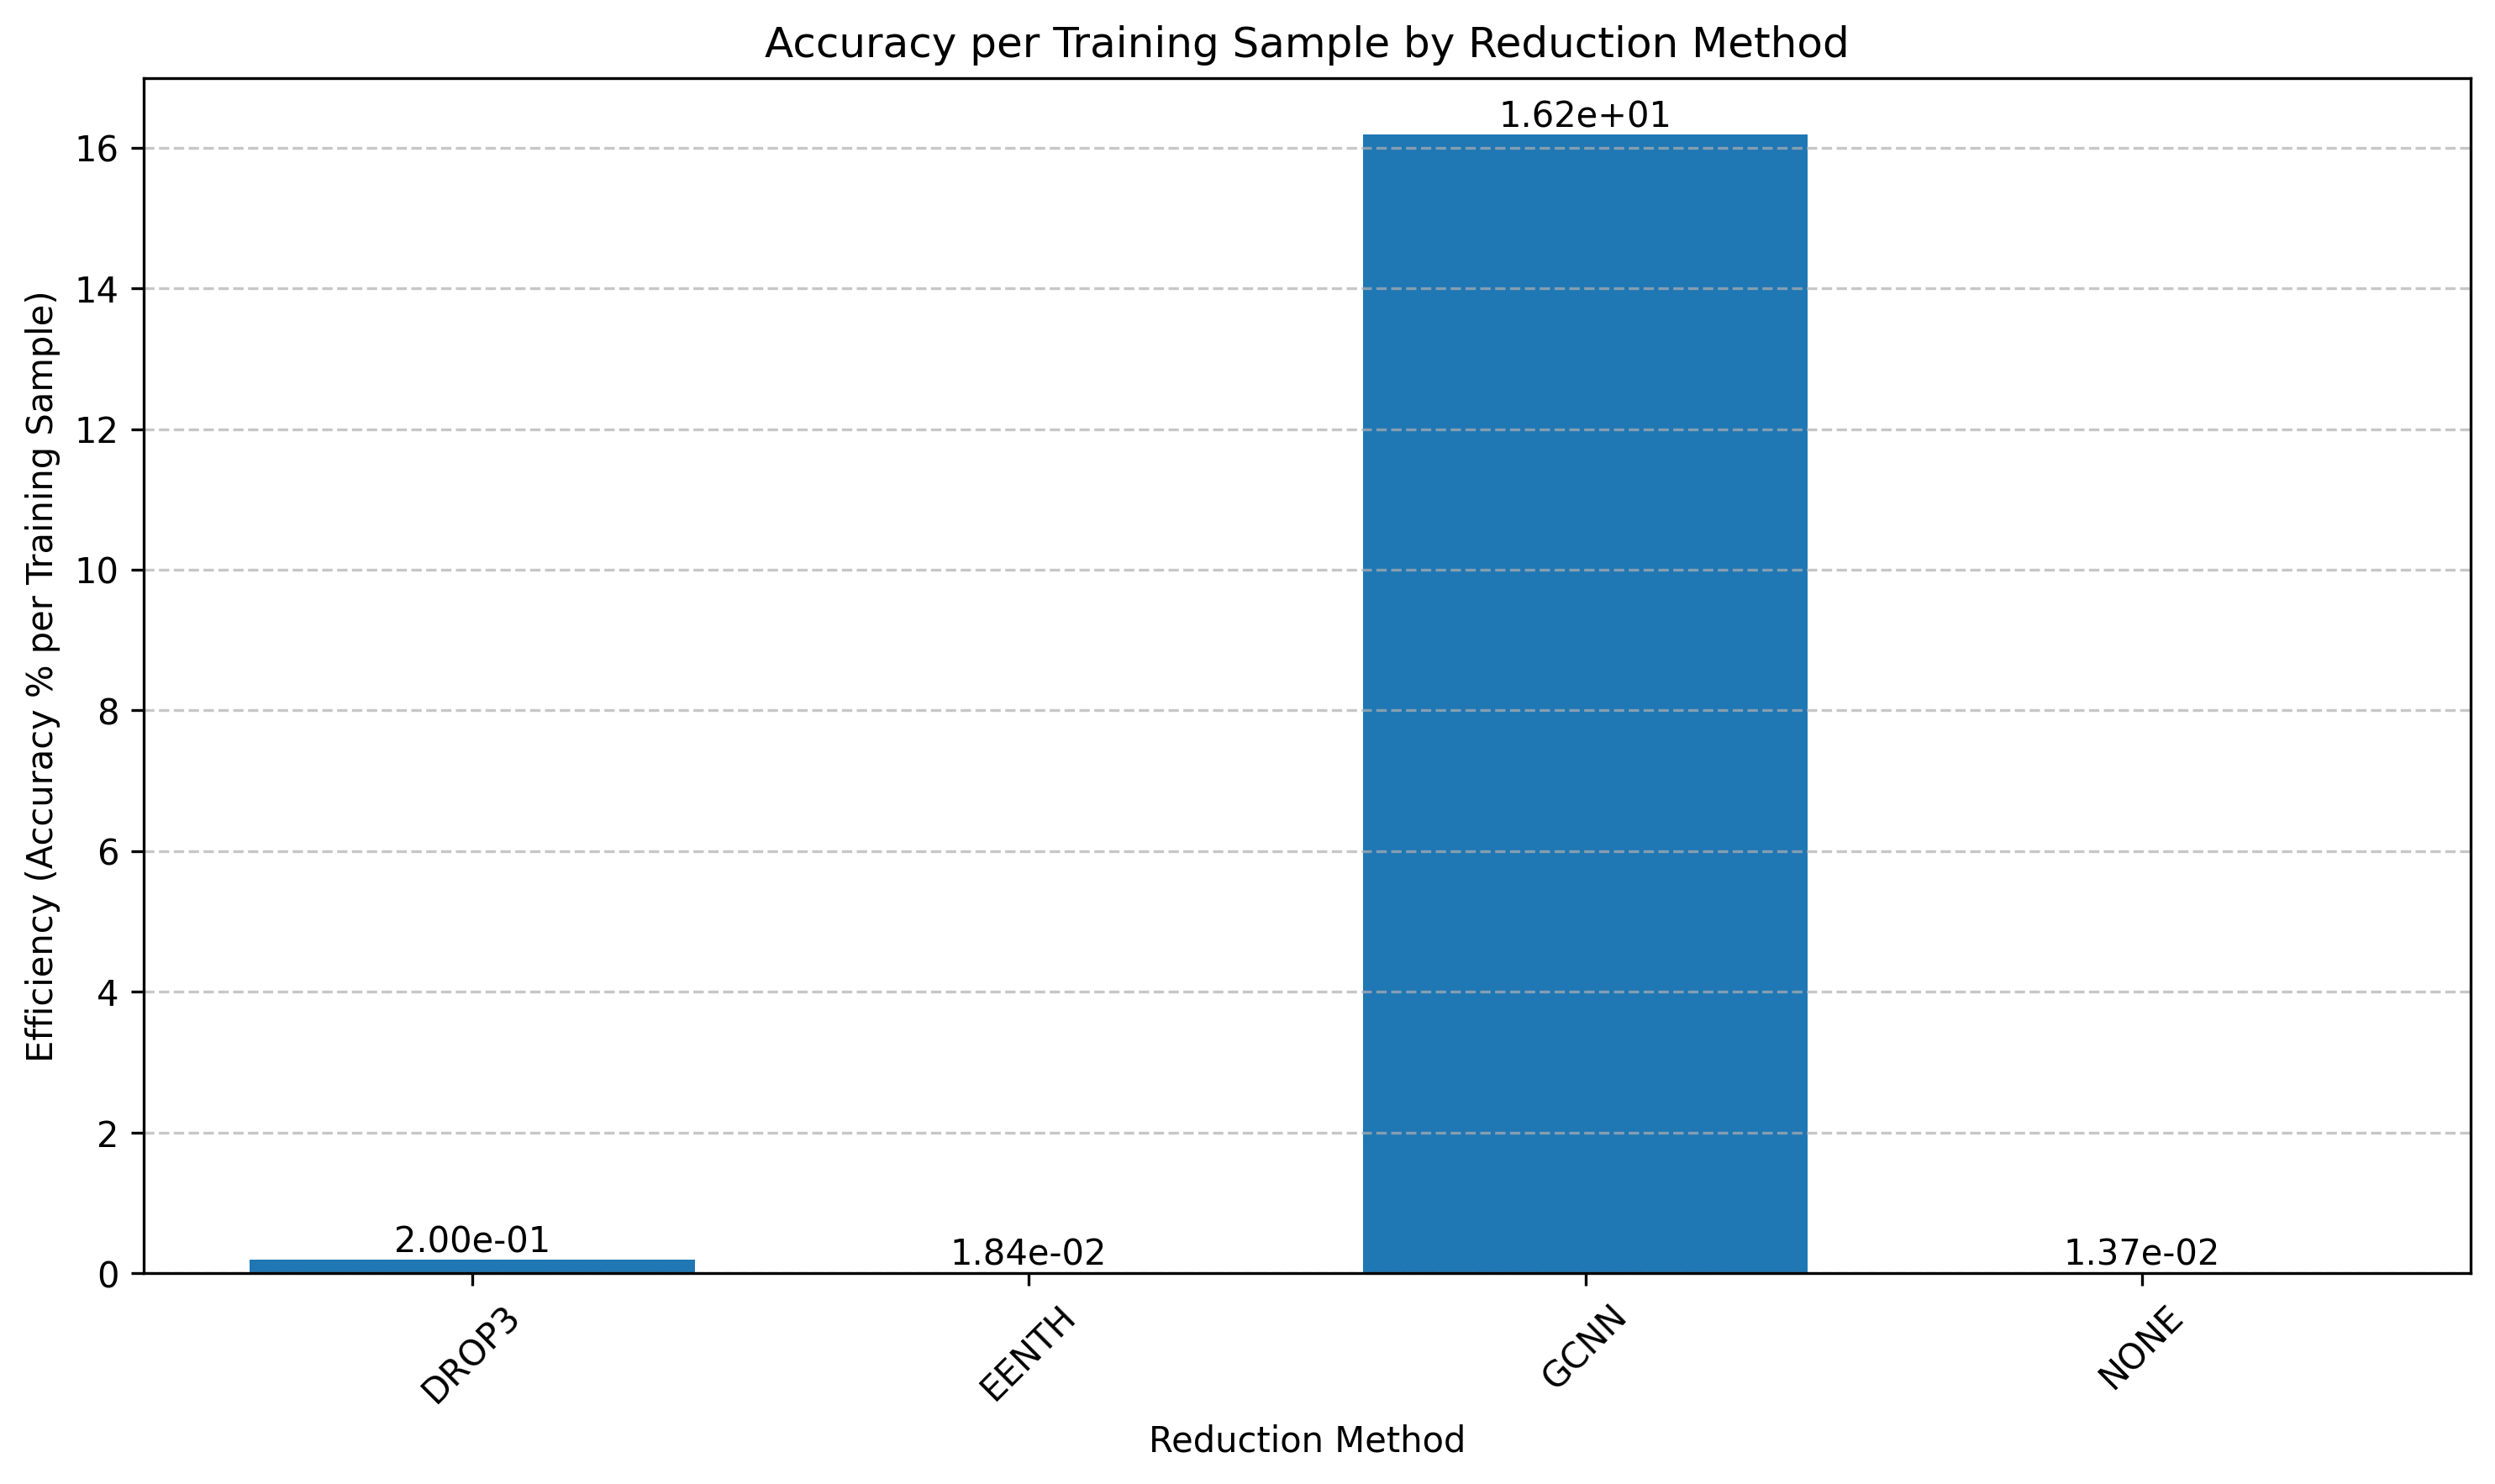 Accuracy per Training Sample by Reduction Method
Efficiency (Accuracy % per Training Sample)
16
14
12
10
8
6
4
2
0
2.00e-01
1.84e-02
1.62e+01
1.37e-02
DROP3
EENTH
GCNN
NONE
Reduction Method